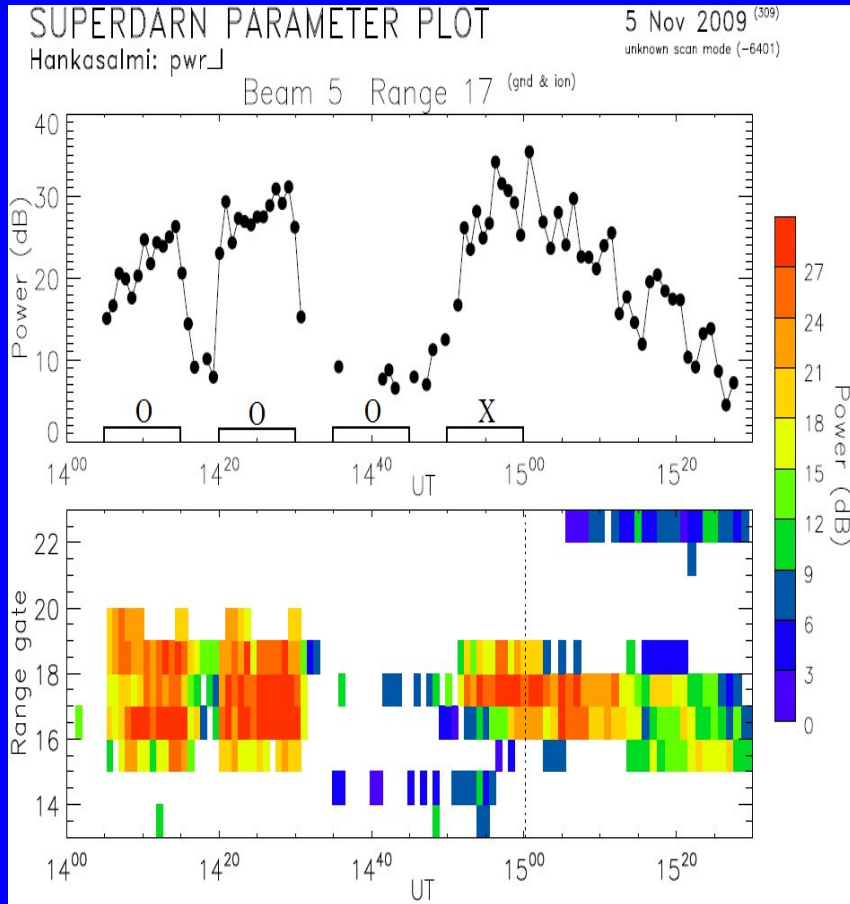 SUPERDARN PARAMETER PLOT
5 Nov 2009 (309)
Hankasalmi: pwr_l
unknown scan mode (-6401)
Beam 5 Range 17 (gnd & ion)
40
30
20
10
0
Power (dB)
O O O X
14 00 14 20 14 40 15 00 15 20
UT
22
20
18
16
14
Range gate
14 00 14 20 14 40 15 00 15 20
UT
27
24
21
18
15
12
9
6
3
0
Power (dB)